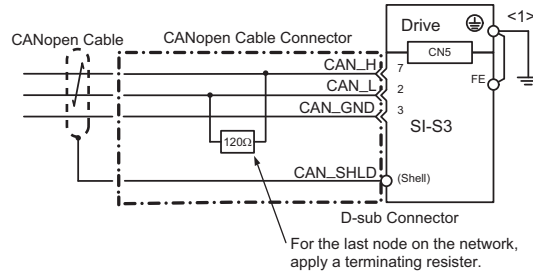 Drive
<1>
CANopen Cable
CANopen Cable Connector
CN5
CAN_H
7
FE
CAN_L
2
CAN_GND
3
SI-S3
120Ω
CAN_SHLD
(Shell)
D-sub Connector
For the last node on the network,
apply a terminating resister.